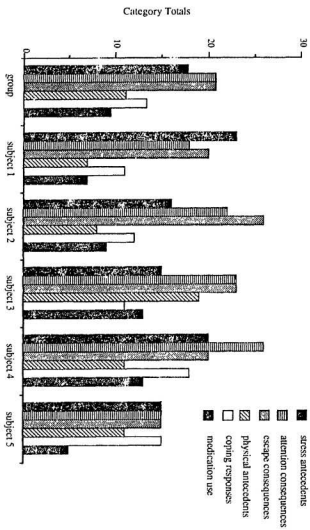 Category Totals
30
20
10
0
group
subject 1
subject 2
subject 3
subject 4
subject 5
stress antecedents
attention consequences
escape consequences
physical antecedents
coping responses
medication use